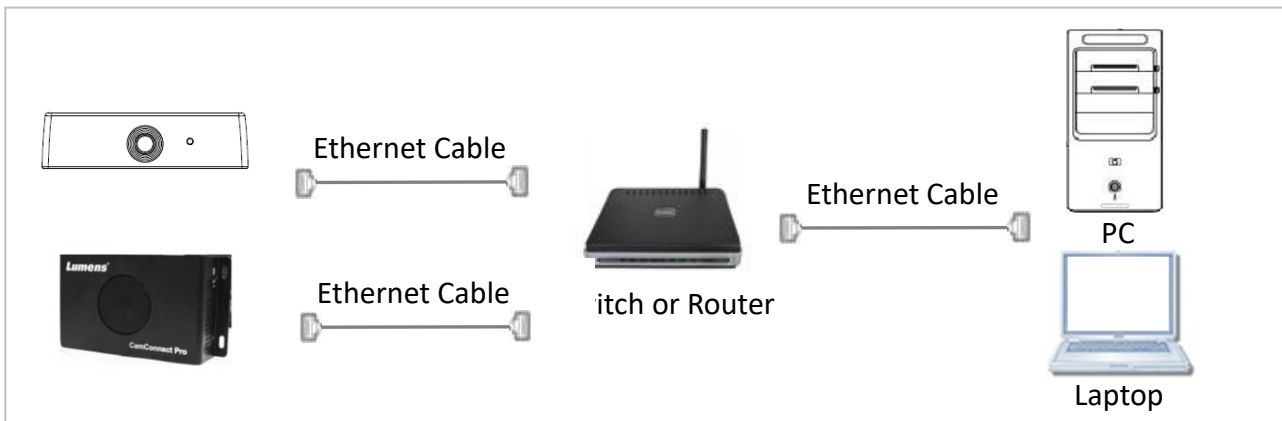 Ethernet Cable
Ethernet Cable
PC
Lumens
CamConnect Pro
Ethernet Cable
itch or Router
Laptop